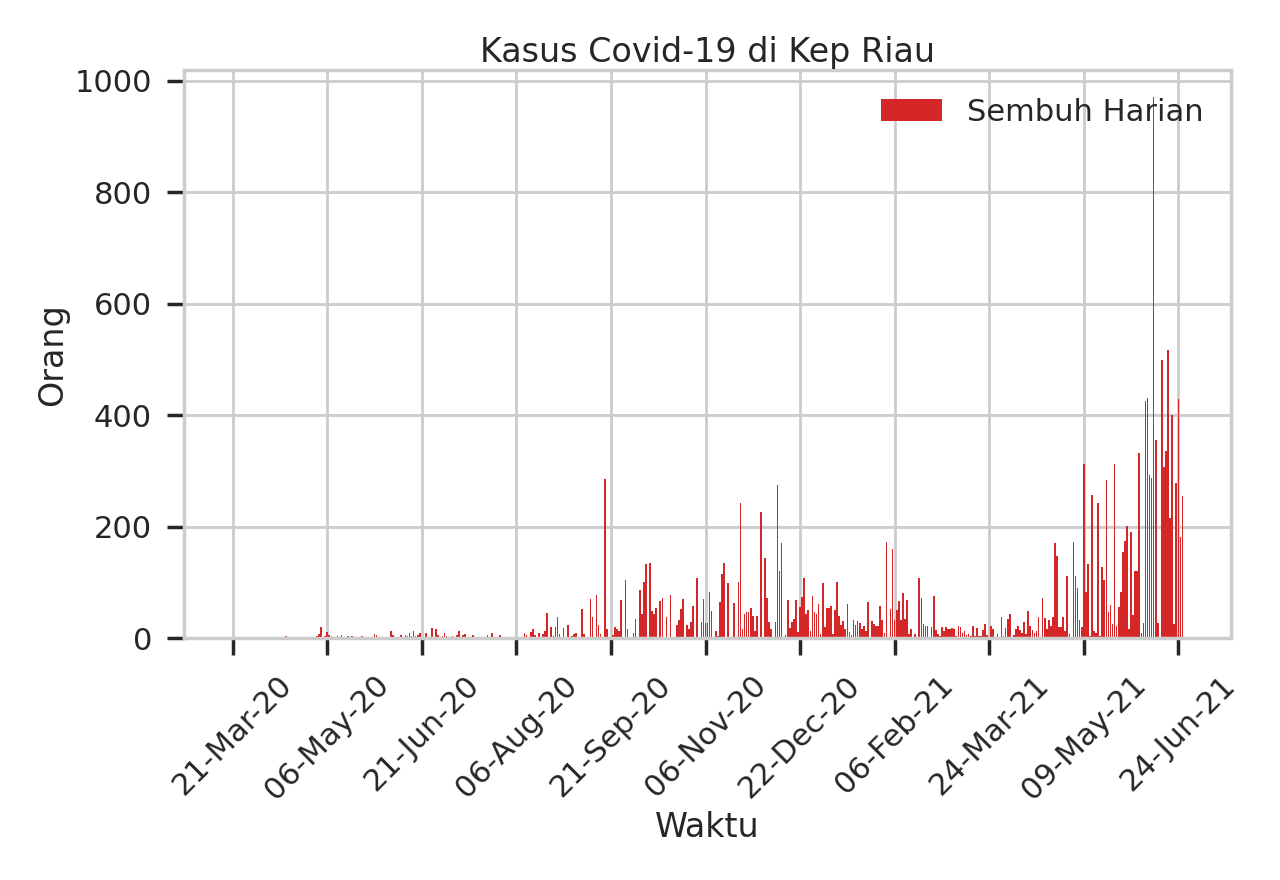 Kasus Covid-19 di Kep Riau
Sembuh Harian
1000
800
600
400
200
0
Orang
21-Mar-20
06-May-20
21-Jun-20
06-Aug-20
21-Sep-20
06-Nov-20
22-Dec-20
06-Feb-21
24-Mar-21
09-May-21
24-Jun-21
Waktu